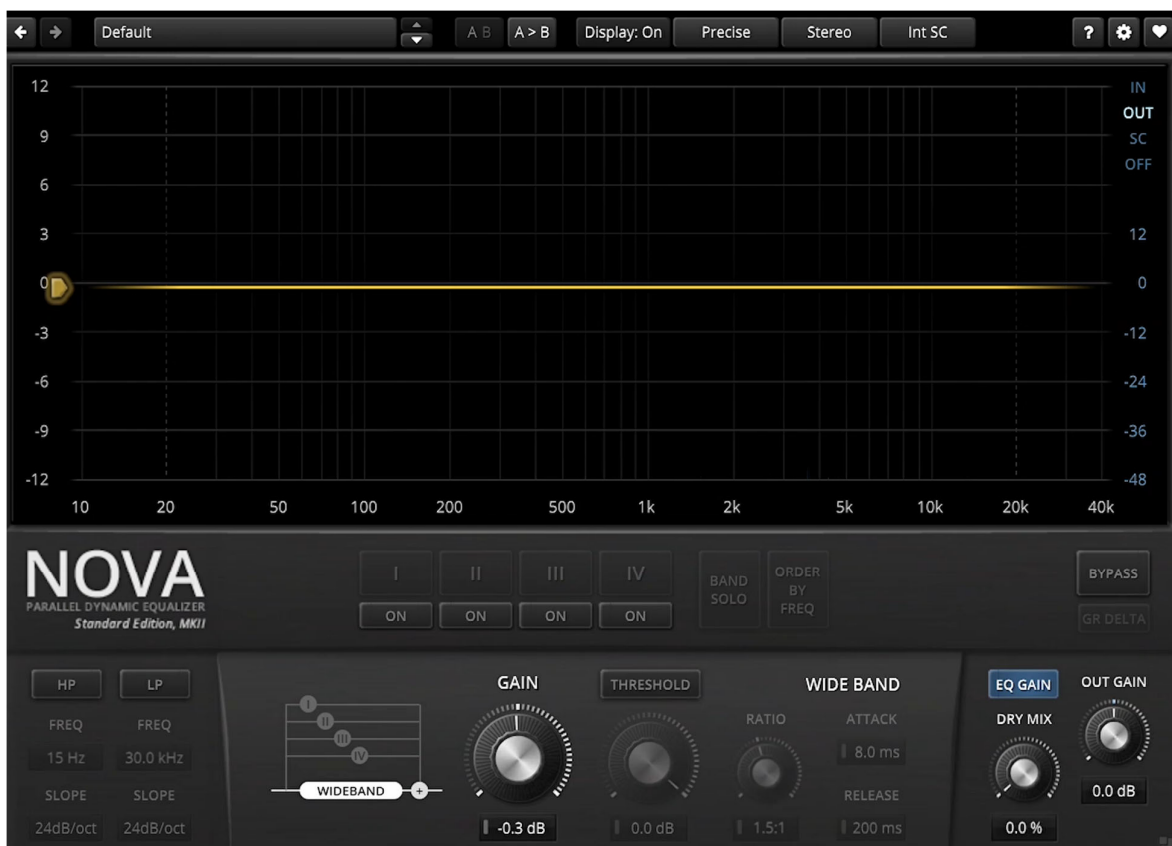 Default A B A > B Display: On Precise Stereo Int SC ?
12 IN
OUT
9 SC
OFF
6
3 12
0 0
-3 -12
-6 -24
-9 -36
-12 -48
10 20 50 100 200 500 1k 2k 5k 10k 20k 40k
NOVA
PARALLEL DYNAMIC EQUALIZER
Standard Edition, MKII
I II III IV
ON ON ON ON
BAND
SOLO
ORDER
BY
FREQ
BYPASS
GR DELTA
HP LP
FREQ FREQ
15 Hz 30.0 kHz
SLOPE SLOPE
24dB/oct 24dB/oct
I
II
III
IV
WIDEBAND +
GAIN
-0.3 dB
THRESHOLD
0.0 dB
WIDE BAND
RATIO
1.5:1
ATTACK
8.0 ms
RELEASE
200 ms
EQ GAIN
DRY MIX
0.0 %
OUT GAIN
0.0 dB